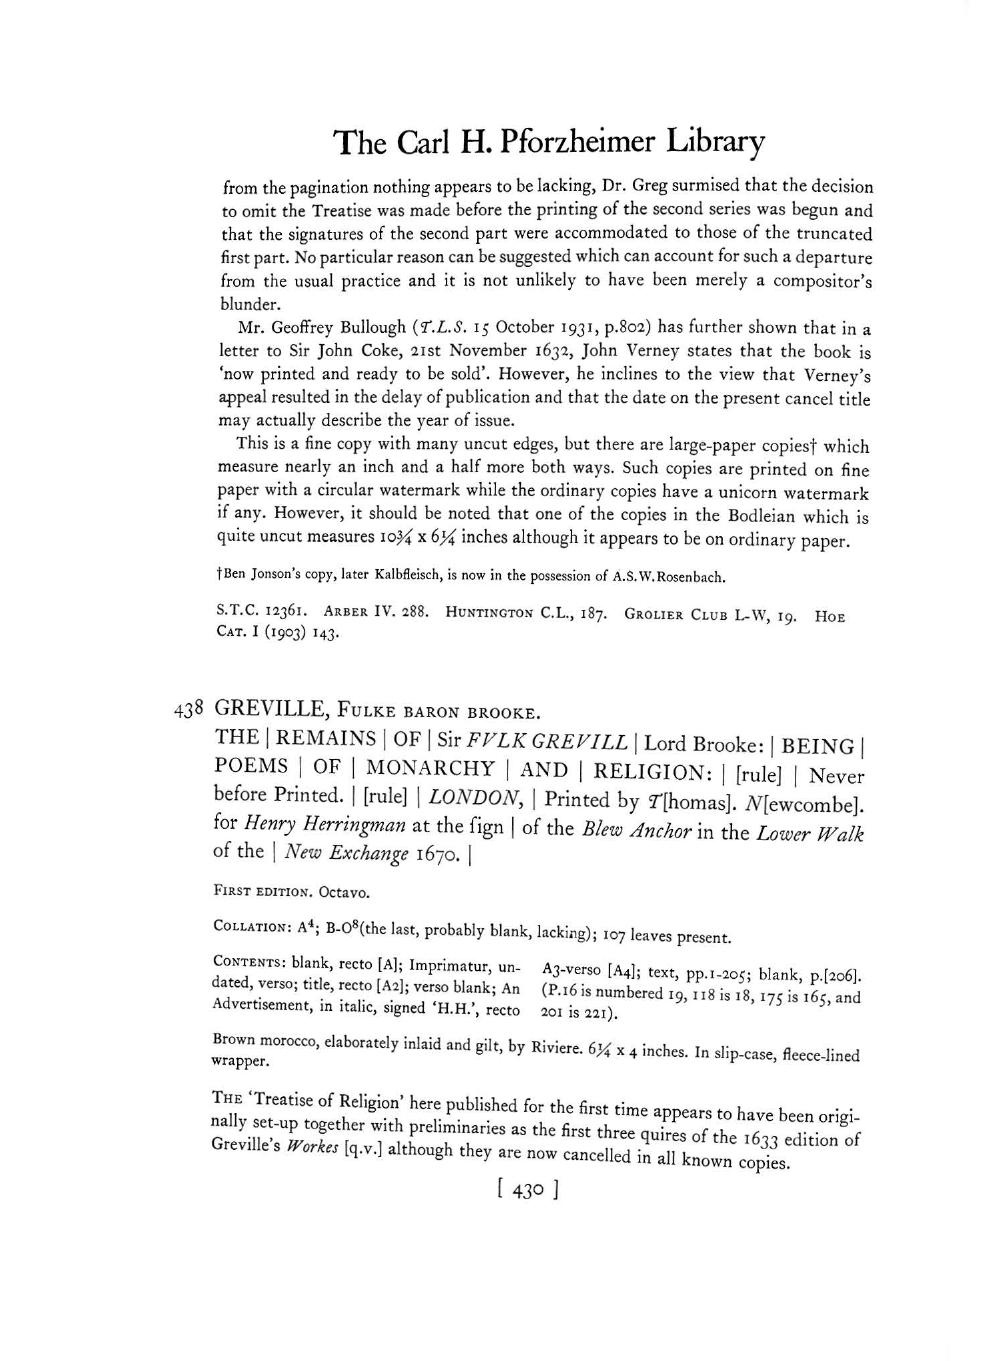 The Carl H. Pforzheimer Library
from the pagination nothing appears to be lacking, Dr. Greg surmised that the decision
to omit the Treatise was made before the printing of the second series was begun and
that the signatures of the second part were accommodated to those of the truncated
first part. No particular reason can be suggested which can account for such a departure
from the usual practice and it is not unlikely to have been merely a compositor's
blunder.
Mr. Geoffrey Bullough (T.L.S. 15 October 1931, p.802) has further shown that in a
letter to Sir John Coke, 21st November 1632, John Verney states that the book is
'now printed and ready to be sold'. However, he inclines to the view that Verney's
appeal resulted in the delay of publication and that the date on the present cancel title
may actually describe the year of issue.
This is a fine copy with many uncut edges, but there are large-paper copies† which
measure nearly an inch and a half more both ways. Such copies are printed on fine
paper with a circular watermark while the ordinary copies have a unicorn watermark
if any. However, it should be noted that one of the copies in the Bodleian which is
quite uncut measures 10¾ x 6¼ inches although it appears to be on ordinary paper.
†Ben Jonson's copy, later Kalbfleisch, is now in the possession of A.S.W.Rosenbach.
S.T.C. 12361. ARBER IV. 288. HUNTINGTON C.L., 187. GROLIER CLUB L-W, 19. HOE
CAT. I (1903) 143.
438 GREVILLE, FULKE BARON BROOKE.
THE | REMAINS | OF | Sir FVLK GREVILL | Lord Brooke: | BEING |
POEMS | OF | MONARCHY | AND | RELIGION: | [rule] | Never
before Printed. | [rule] | LONDON, | Printed by T[homas]. N[ewcombe].
for Henry Herringman at the ſign | of the Blew Anchor in the Lower Walk
of the | New Exchange 1670. |
FIRST EDITION. Octavo.
COLLATION: A⁴; B-O⁸(the last, probably blank, lacking); 107 leaves present.
CONTENTS: blank, recto [A]; Imprimatur, un-
dated, verso; title, recto [A2]; verso blank; An
Advertisement, in italic, signed 'H.H.', recto
A3-verso [A4]; text, pp.1-205; blank, p.[206].
(P.16 is numbered 19, 118 is 18, 175 is 165, and
201 is 221).
Brown morocco, elaborately inlaid and gilt, by Riviere. 6¼ x 4 inches. In slip-case, fleece-lined
wrapper.
THE 'Treatise of Religion' here published for the first time appears to have been origi-
nally set-up together with preliminaries as the first three quires of the 1633 edition of
Greville's Workes [q.v.] although they are now cancelled in all known copies.
[ 430 ]